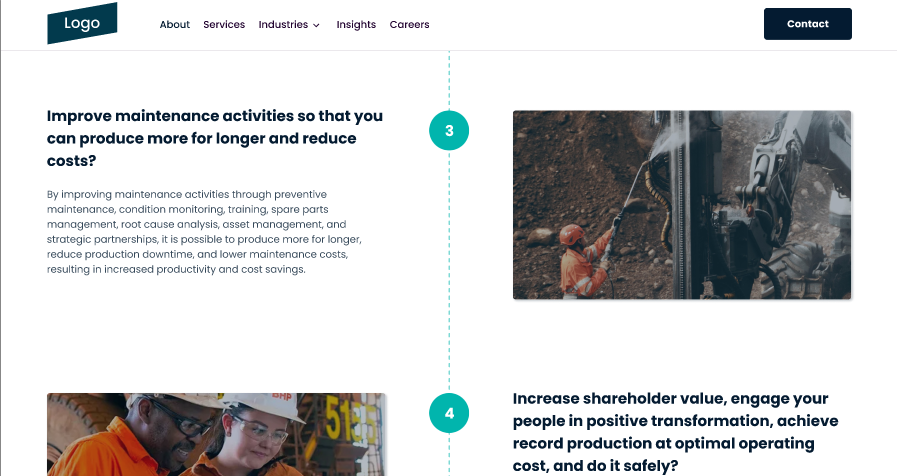 Logo
About Services Industries Insights Careers
Contact
Improve maintenance activities so that you
can produce more for longer and reduce
costs?
3
By improving maintenance activities through preventive
maintenance, condition monitoring, training, spare parts
management, root cause analysis, asset management, and
strategic partnerships, it is possible to produce more for longer,
reduce production downtime, and lower maintenance costs,
resulting in increased productivity and cost savings.
BHP
513
4
Increase shareholder value, engage your
people in positive transformation, achieve
record production at optimal operating
cost, and do it safely?